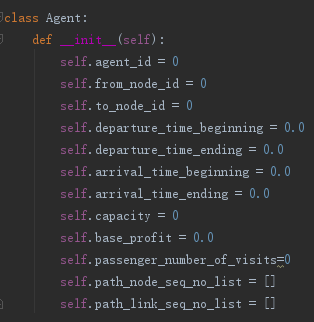 class Agent:
    def __init__(self):
        self.agent_id = 0
        self.from_node_id = 0
        self.to_node_id = 0
        self.departure_time_beginning = 0.0
        self.departure_time_ending = 0.0
        self.arrival_time_beginning = 0.0
        self.arrival_time_ending = 0.0
        self.capacity = 0
        self.base_profit = 0.0
        self.passenger_number_of_visits=0
        self.path_node_seq_no_list = []
        self.path_link_seq_no_list = []